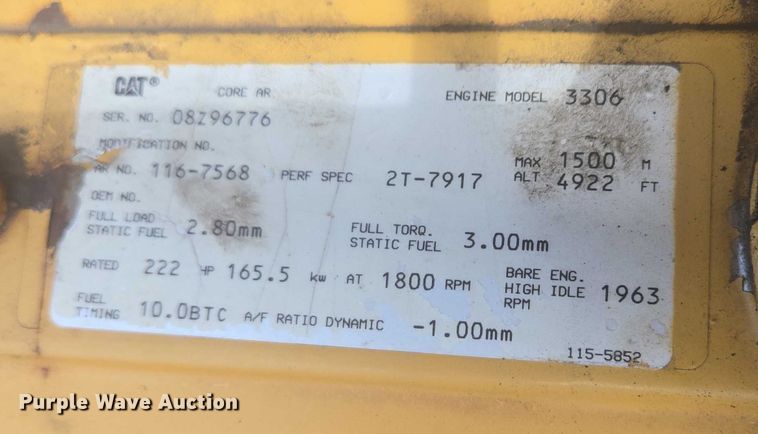 CAT® CORE AR ENGINE MODEL 3306
SER. NO. 08Z96776
MODIFICATION NO.
AR NO. 116-7568 PERF SPEC 2T-7917 MAX 1500 M
ALT 4922 FT
OEM NO.
FULL LOAD
STATIC FUEL 2.80mm FULL TORQ.
STATIC FUEL 3.00mm
RATED 222 HP 165.5 kw AT 1800 RPM BARE ENG.
HIGH IDLE 1963
RPM
FUEL
TIMING 10.0BTC A/F RATIO DYNAMIC -1.00mm
115-5852
Purple Wave Auction